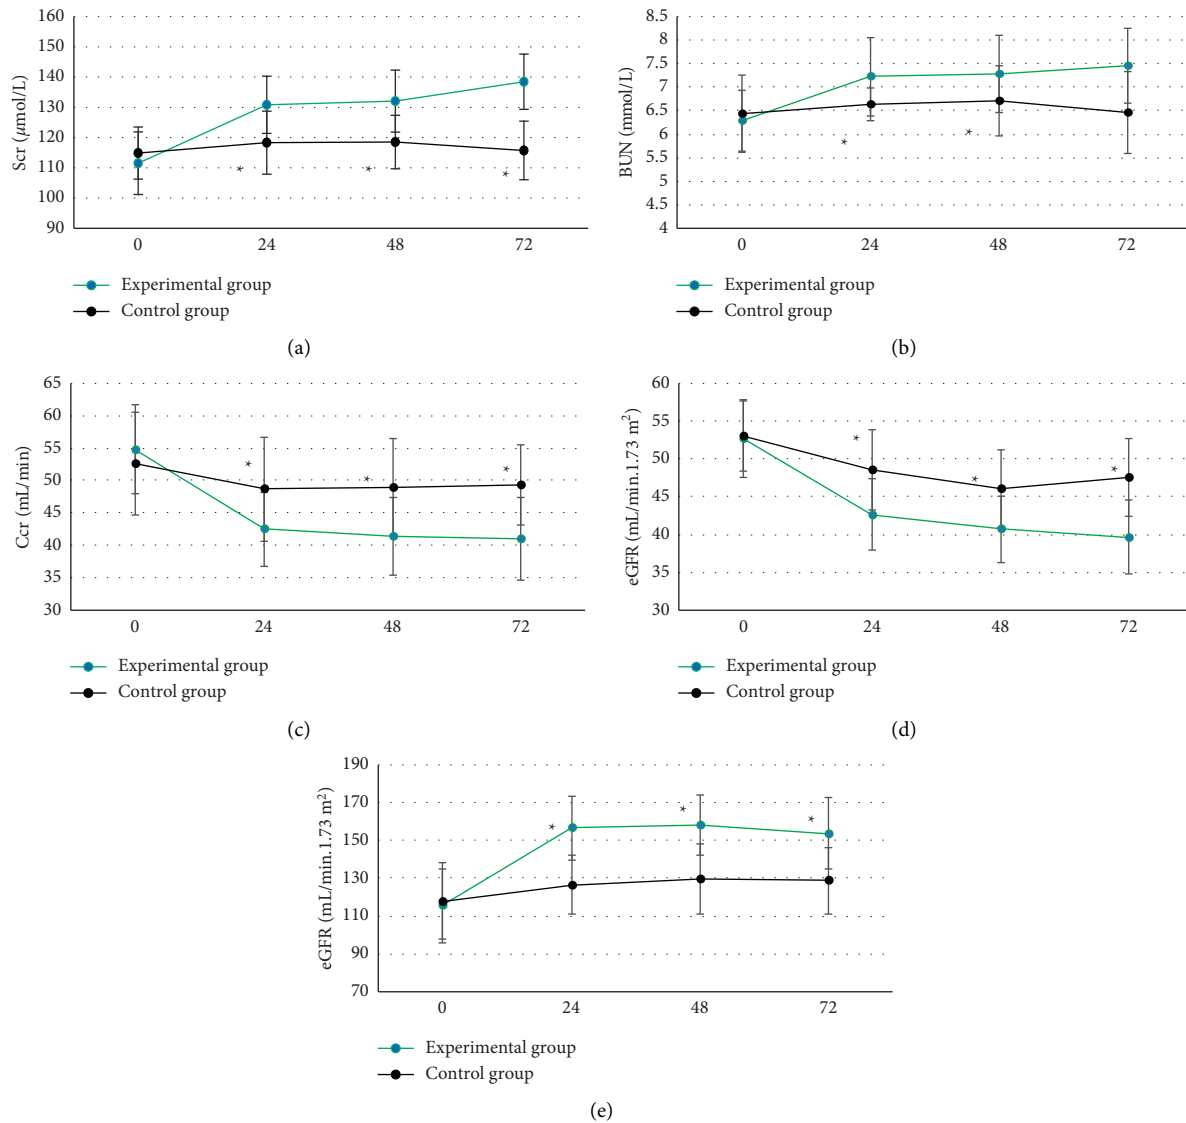 160
150
140
130
120
110
100
90
Scr (μmol/L)
* * *
0 24 48 72
Experimental group
Control group
(a)
8.5
8
7.5
7
6.5
6
5.5
5
4.5
4
BUN (mmol/L)
* *
0 24 48 72
Experimental group
Control group
(b)
65
60
55
50
45
40
35
30
Ccr (mL/min)
* * *
0 24 48 72
Experimental group
Control group
(c)
60
55
50
45
40
35
30
eGFR (mL/min.1.73 m²)
* * *
0 24 48 72
Experimental group
Control group
(d)
190
170
150
130
110
90
70
eGFR (mL/min.1.73 m²)
* * *
0 24 48 72
Experimental group
Control group
(e)